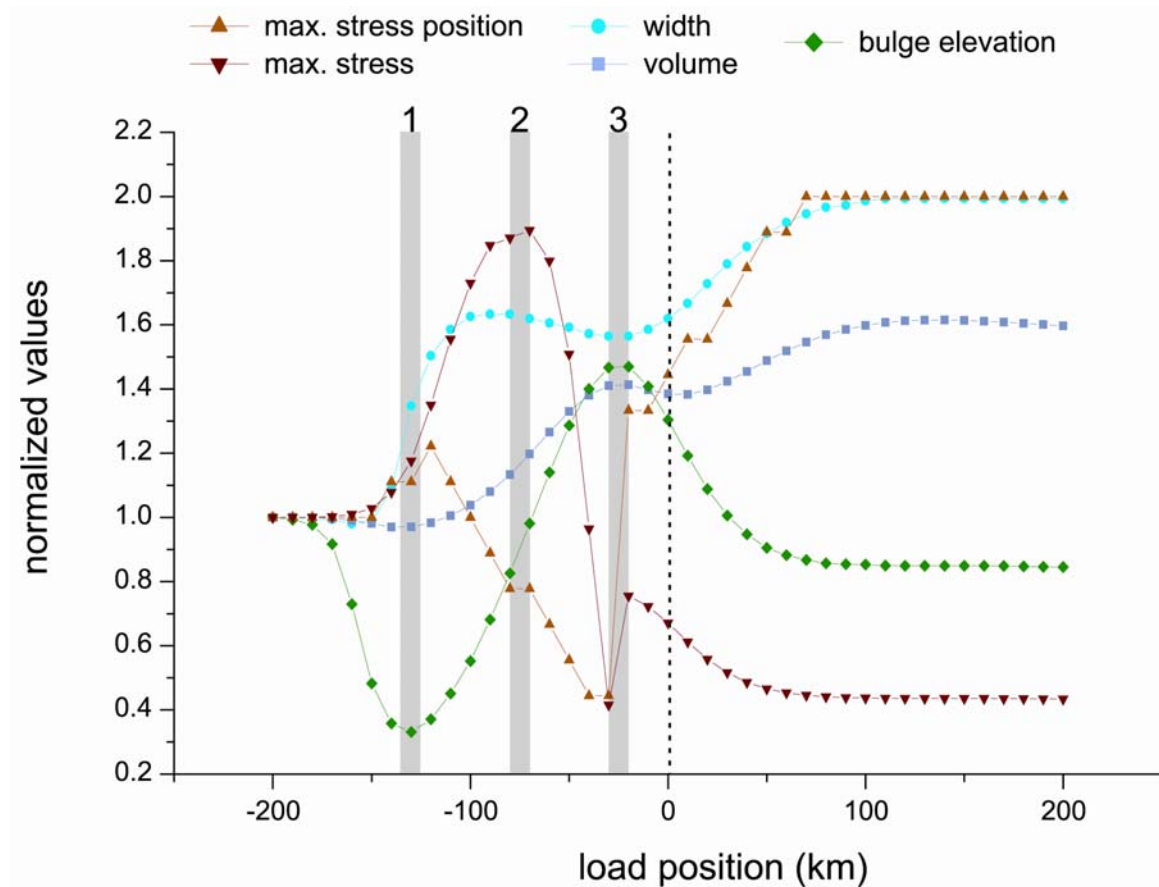 max. stress position
width
bulge elevation
max. stress
volume
1
2
3
2.2
2.0
1.8
1.6
1.4
1.2
1.0
0.8
0.6
0.4
0.2
normalized values
-200
-100
0
100
200
load position (km)